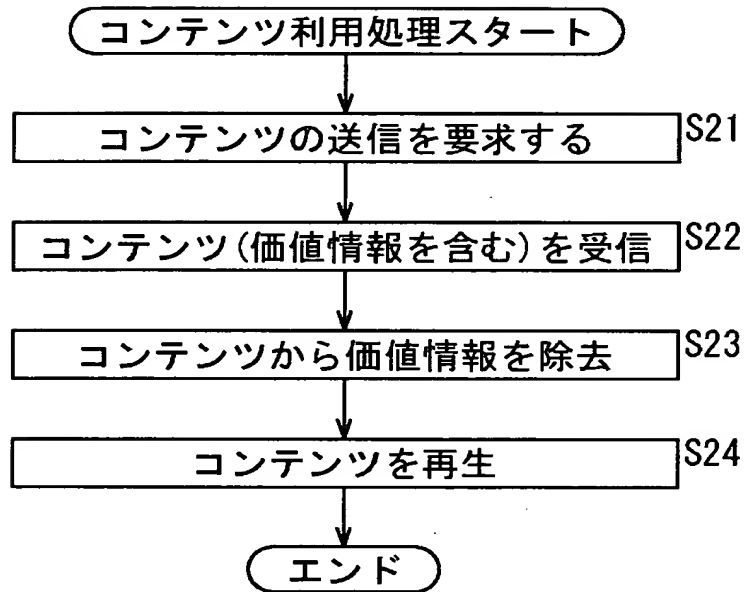 コンテンツ利用処理スタート
コンテンツの送信を要求する S21
コンテンツ(価値情報を含む)を受信 S22
コンテンツから価値情報を除去 S23
コンテンツを再生 S24
エンド